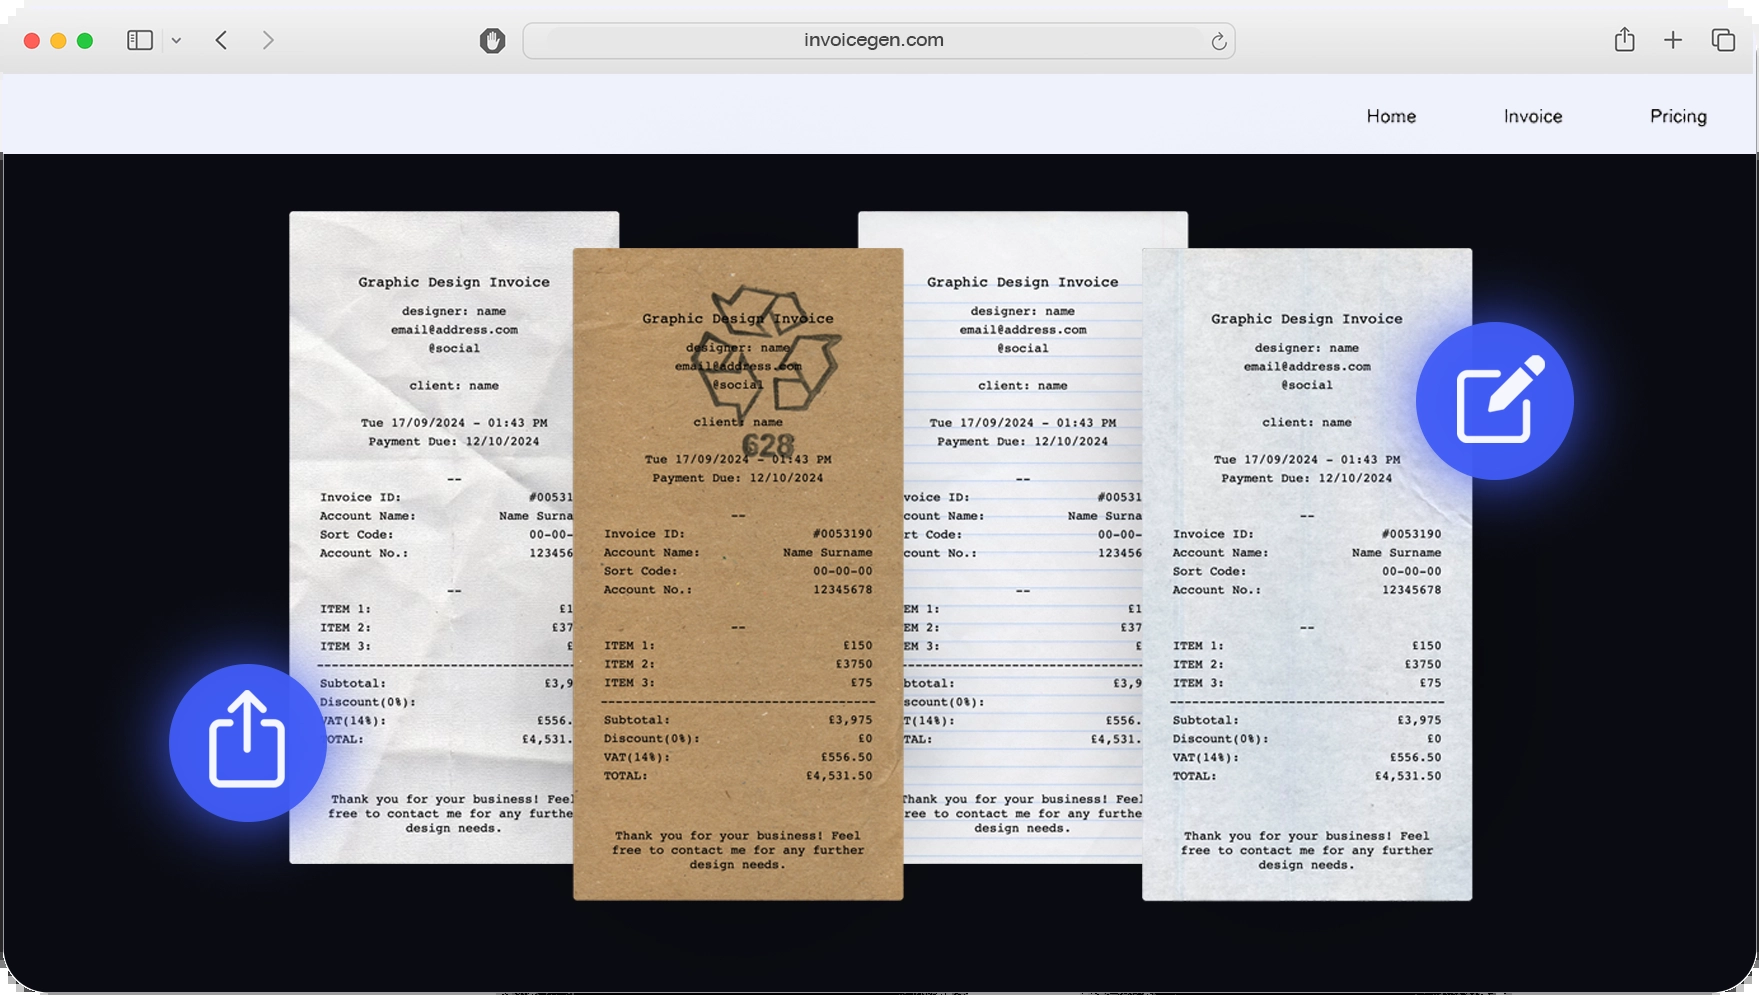 invoicegen.com
Home Invoice Pricing
Graphic Design Invoice
designer: name
email@address.com
@social
client: name
Tue 17/09/2024 - 01:43 PM
Payment Due: 12/10/2024
--
Invoice ID: #00531
Account Name: Name Surna
Sort Code: 00-00-
Account No.: 123456
--
ITEM 1: £1
ITEM 2: £37
ITEM 3: £
Subtotal: £3,9
Discount(0%):
VAT(14%): £556.
OTAL: £4,531.
Thank you for your business! Feel
free to contact me for any furthe
design needs.
Graphic Design Invoice
designer: name
email@address.com
@social
client: name
628
Tue 17/09/2024 - 01:43 PM
Payment Due: 12/10/2024
--
Invoice ID: #0053190
Account Name: Name Surname
Sort Code: 00-00-00
Account No.: 12345678
--
ITEM 1: £150
ITEM 2: £3750
ITEM 3: £75
Subtotal: £3,975
Discount(0%): £0
VAT(14%): £556.50
TOTAL: £4,531.50
Thank you for your business! Feel
free to contact me for any further
design needs.
Graphic Design Invoice
designer: name
email@address.com
@social
client: name
Tue 17/09/2024 - 01:43 PM
Payment Due: 12/10/2024
--
voice ID: #00531
count Name: Name Surna
rt Code: 00-00-
count No.: 123456
--
EM 1: £1
EM 2: £37
EM 3: £
btotal: £3,9
scount(0%):
T(14%): £556.
TAL: £4,531.
Thank you for your business! Feel
ree to contact me for any furthe
design needs.
Graphic Design Invoice
designer: name
email@address.com
@social
client: name
Tue 17/09/2024 - 01:43 PM
Payment Due: 12/10/2024
--
Invoice ID: #0053190
Account Name: Name Surname
Sort Code: 00-00-00
Account No.: 12345678
--
ITEM 1: £150
ITEM 2: £3750
ITEM 3: £75
Subtotal: £3,975
Discount(0%): £0
VAT(14%): £556.50
TOTAL: £4,531.50
Thank you for your business! Feel
free to contact me for any further
design needs.